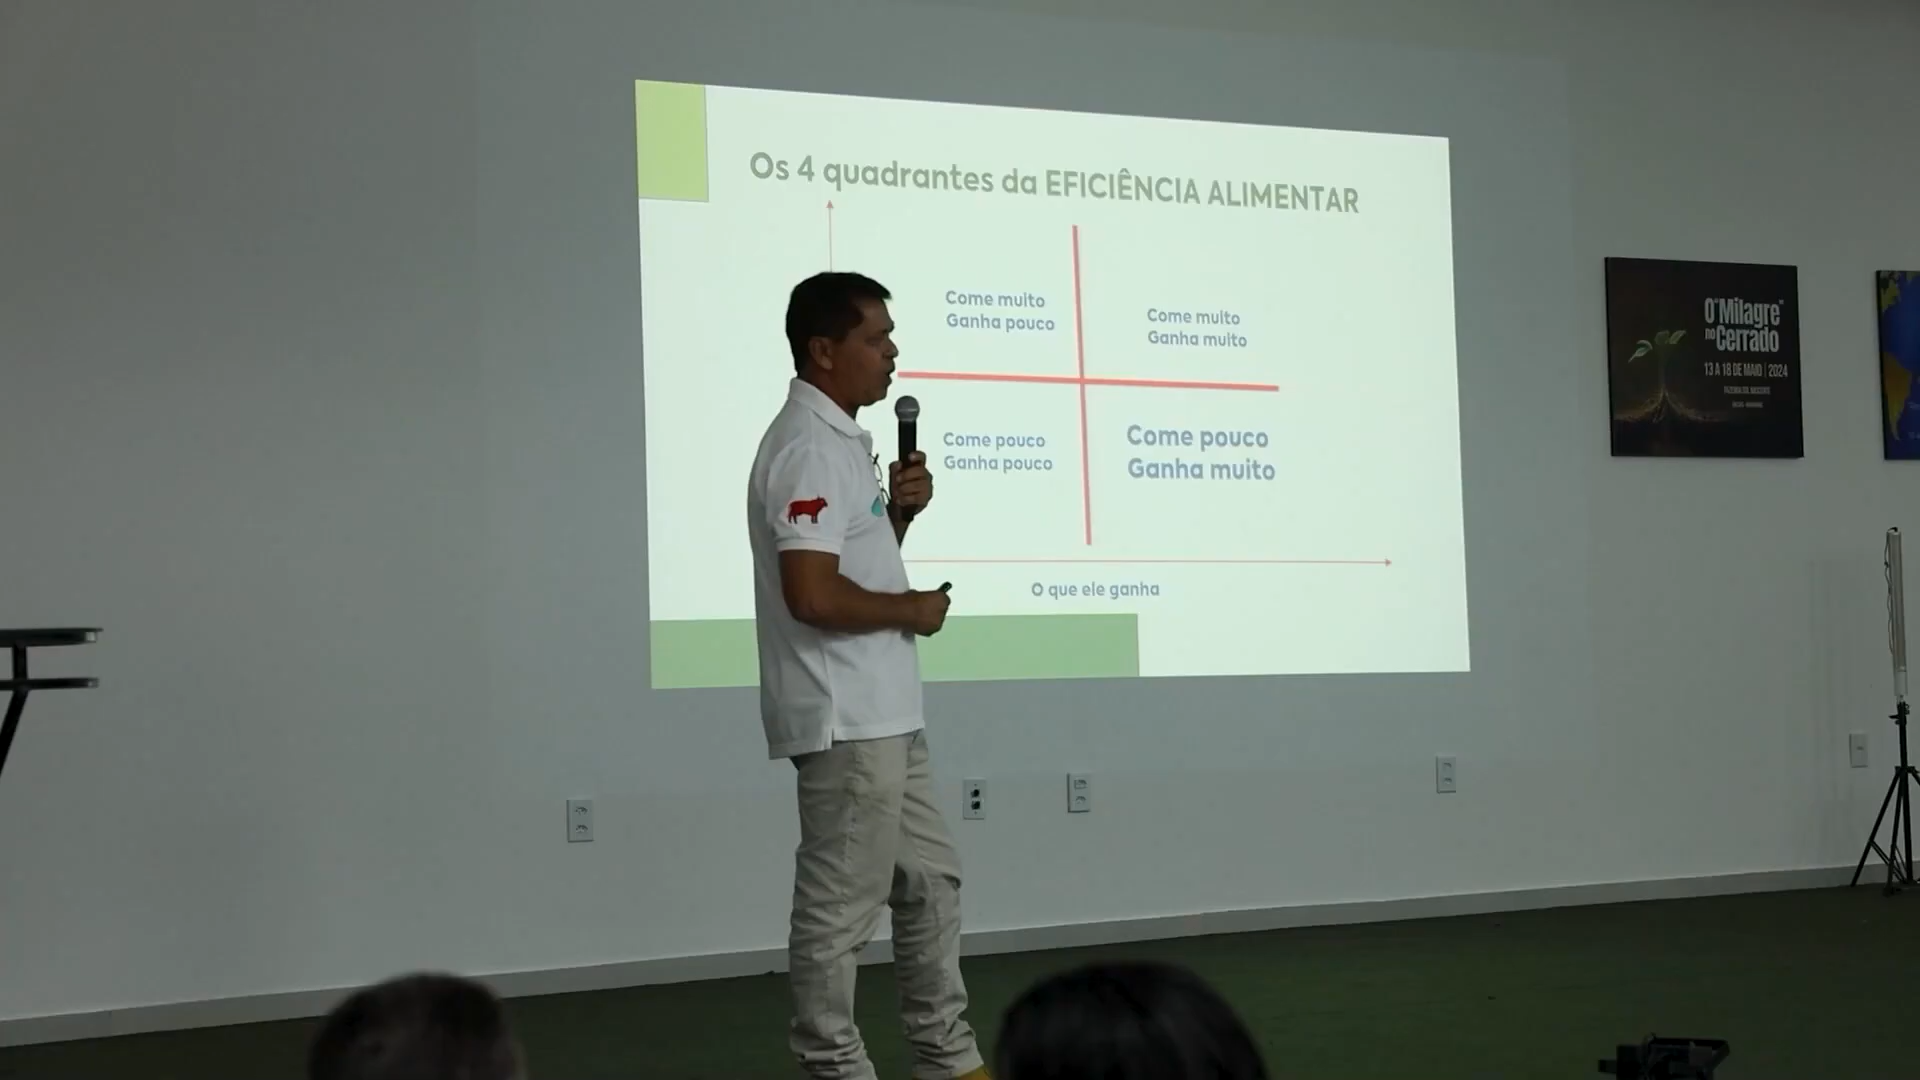 Os 4 quadrantes da EFICIÊNCIA ALIMENTAR
Come muito
Ganha pouco
Come muito
Ganha muito
Come pouco
Ganha pouco
Come pouco
Ganha muito
O que ele ganha
O "Milagre"
no Cerrado
13 A 18 DE MAIO | 2024